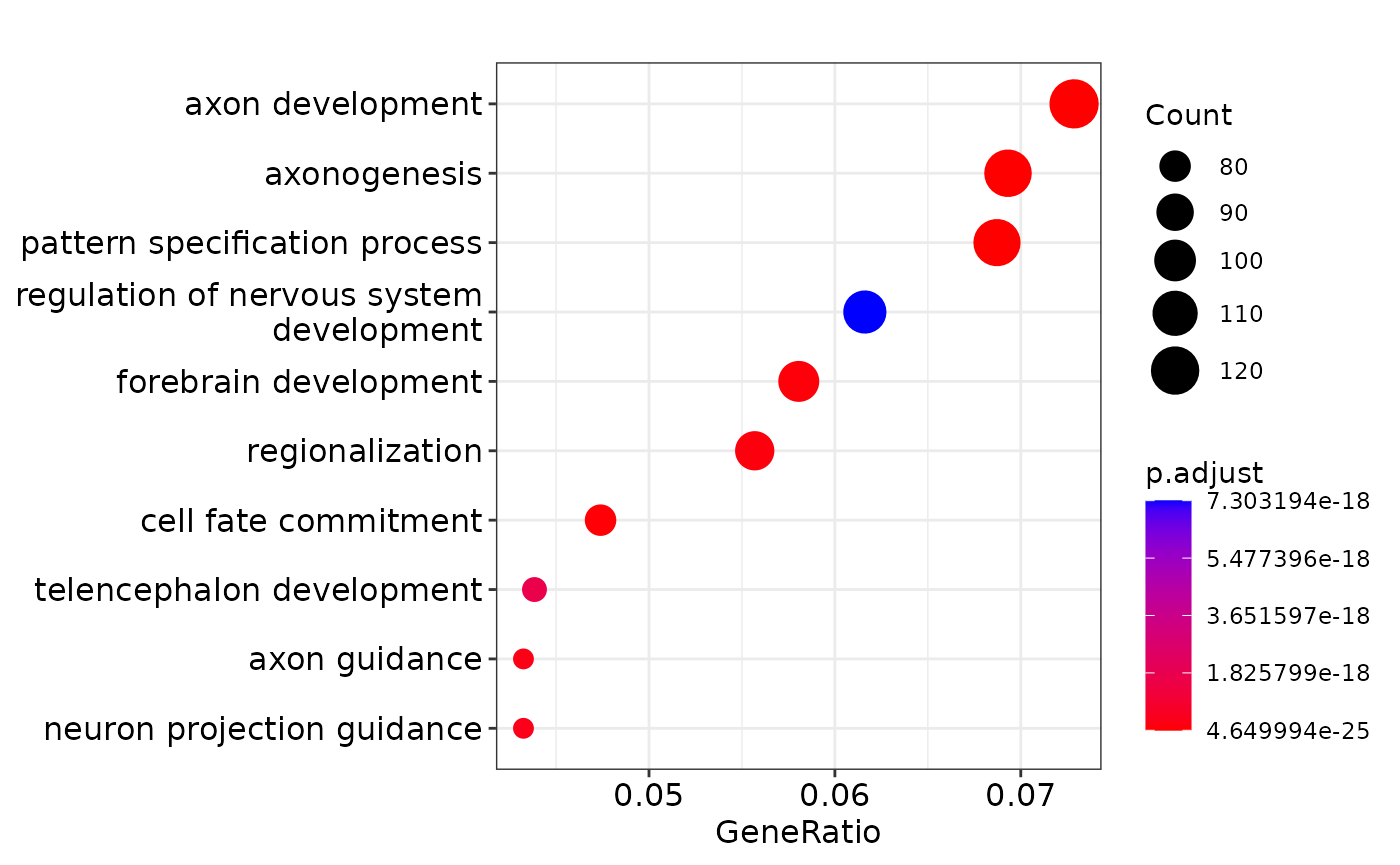 axon development
axonogenesis
pattern specification process
regulation of nervous system
development
forebrain development
regionalization
cell fate commitment
telencephalon development
axon guidance
neuron projection guidance
0.05
0.06
0.07
GeneRatio
Count
80
90
100
110
120
p.adjust
7.303194e-18
5.477396e-18
3.651597e-18
1.825799e-18
4.649994e-25